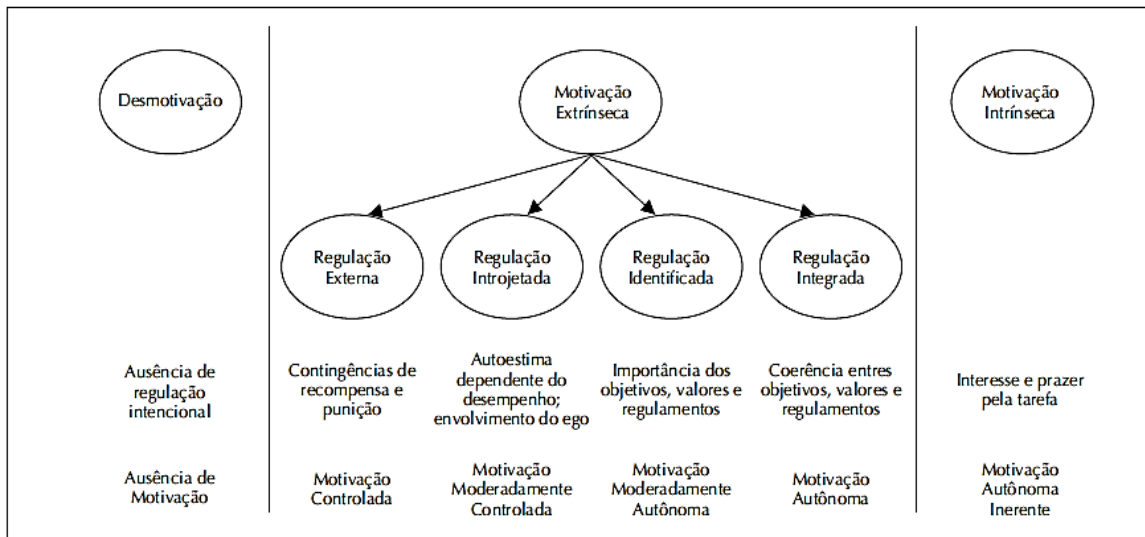 Desmotivação
Motivação
Extrínseca
Motivação
Intrínseca
Regulação
Externa
Regulação
Introjetada
Regulação
Identificada
Regulação
Integrada
Ausência de
regulação
intencional
Contingências de
recompensa e
punição
Autoestima
dependente do
desempenho;
envolvimento do ego
Importância dos
objetivos, valores e
regulamentos
Coerência entres
objetivos, valores e
regulamentos
Interesse e prazer
pela tarefa
Ausência de
Motivação
Motivação
Controlada
Motivação
Moderadamente
Controlada
Motivação
Moderadamente
Autônoma
Motivação
Autônoma
Motivação
Autônoma
Inerente